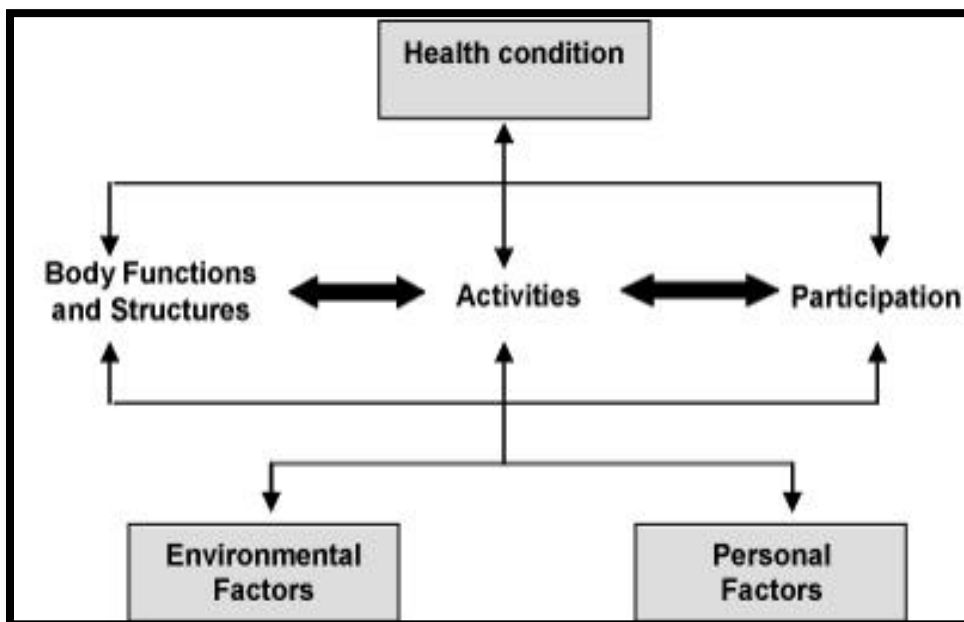 Health condition
Body Functions
and Structures
Activities
Participation
Environmental
Factors
Personal
Factors